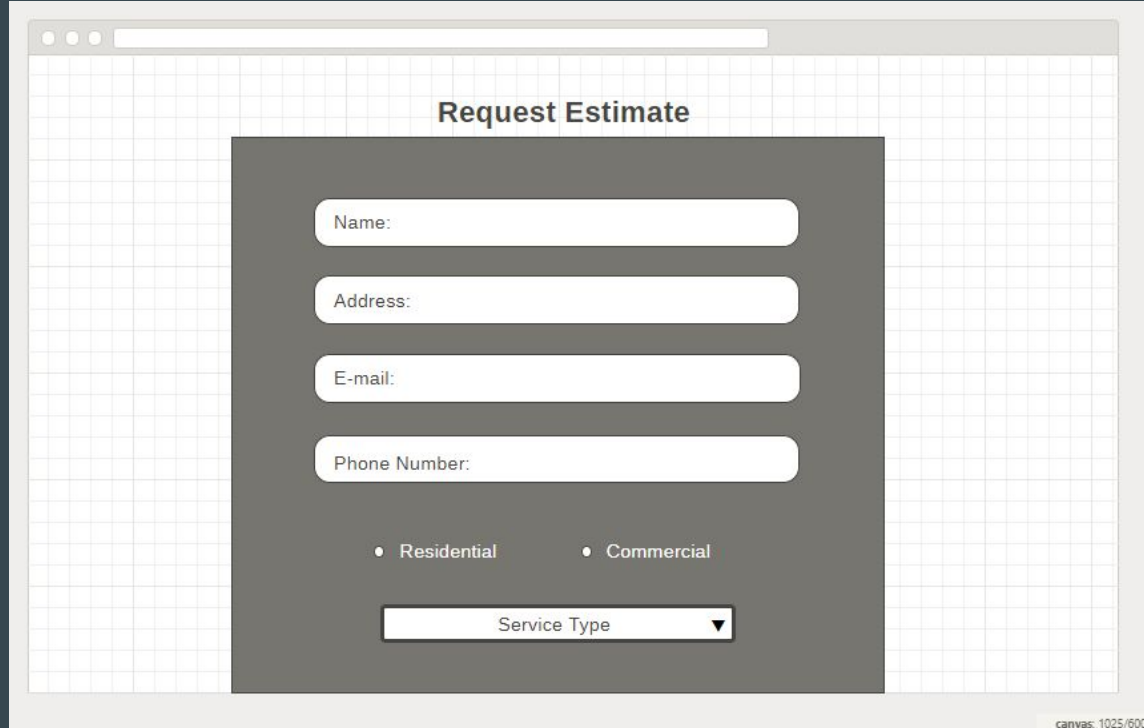 Request Estimate
Name:
Address:
E-mail:
Phone Number:
Residential Commercial
Service Type
canvas: 1025/600